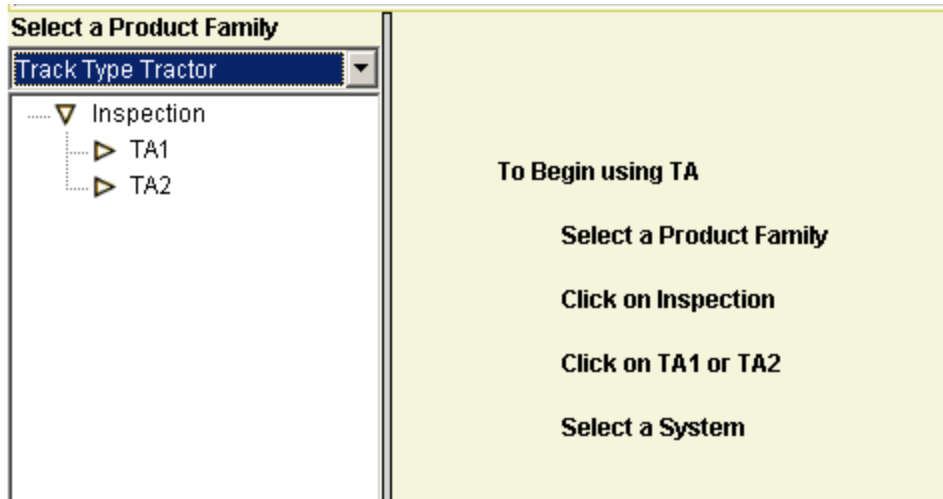 Select a Product Family
Track Type Tractor
Inspection
TA1
TA2
To Begin using TA
Select a Product Family
Click on Inspection
Click on TA1 or TA2
Select a System